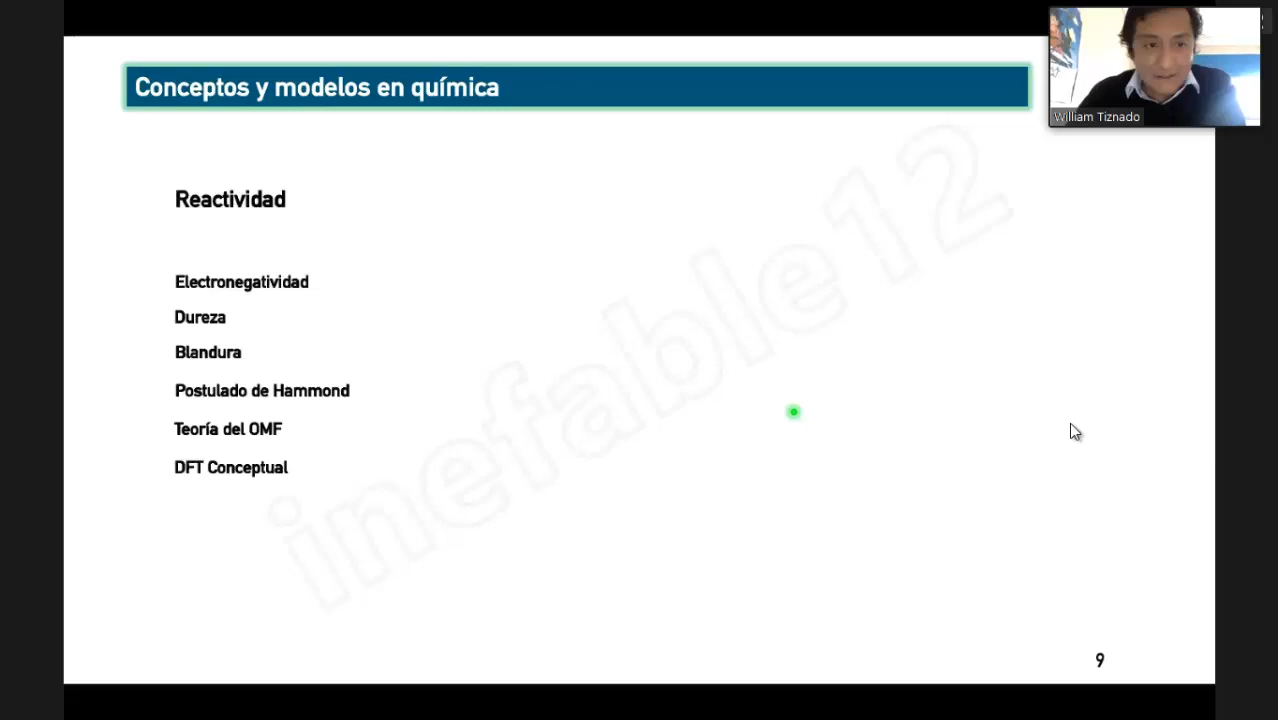 Conceptos y modelos en química
William Tiznado
Reactividad
Electronegatividad
Dureza
Blandura
Postulado de Hammond
Teoría del OMF
DFT Conceptual
inefable12
9